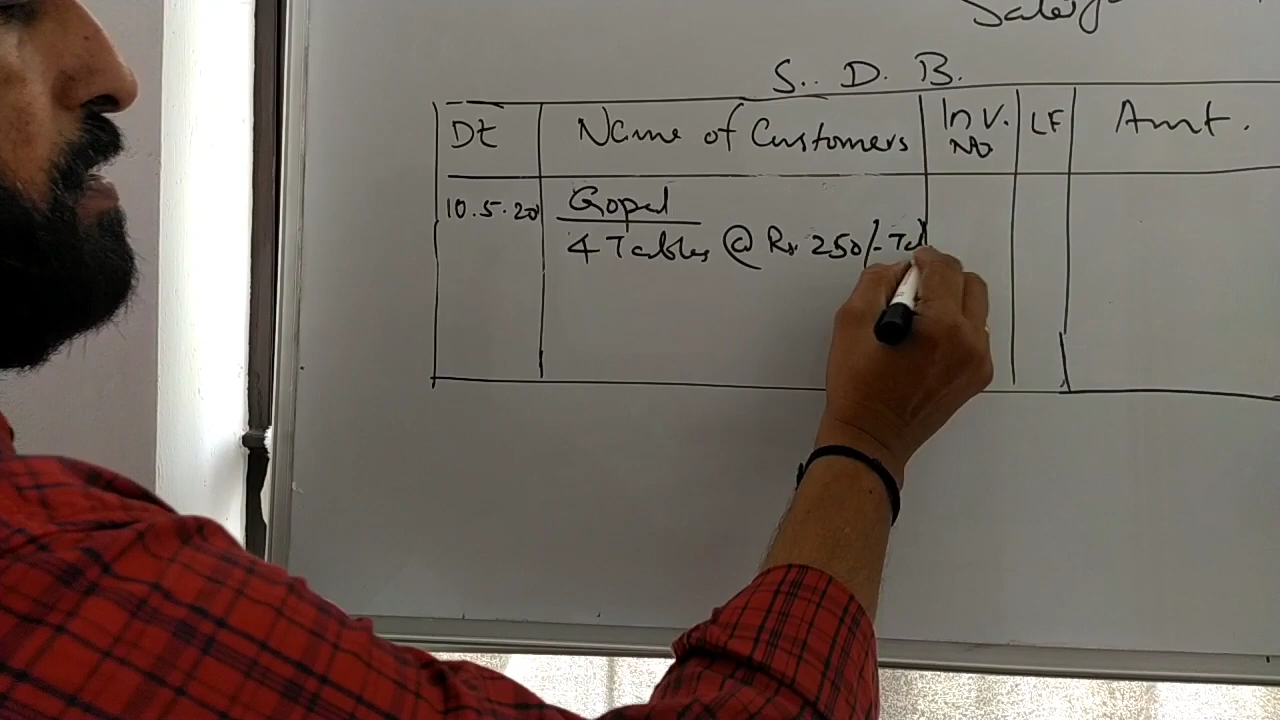 S. D. B.
Dt Name of Customers Inv. No LF Amt.
10.5.20 Gopal
4 Tables @ Rs 250/-